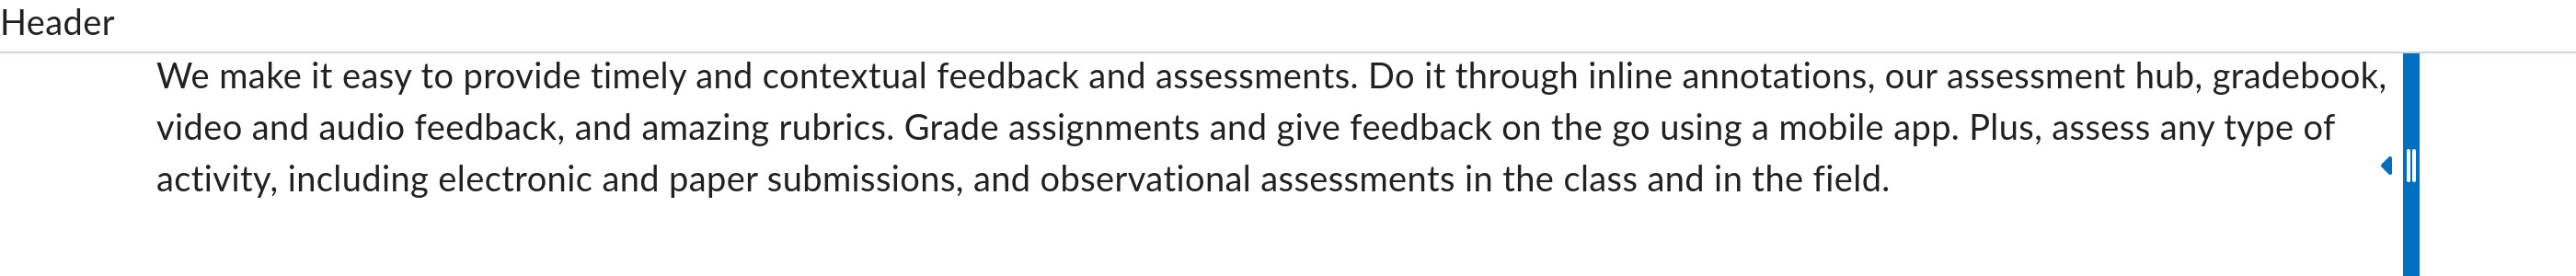 Header
We make it easy to provide timely and contextual feedback and assessments. Do it through inline annotations, our assessment hub, gradebook,
video and audio feedback, and amazing rubrics. Grade assignments and give feedback on the go using a mobile app. Plus, assess any type of
activity, including electronic and paper submissions, and observational assessments in the class and in the field.